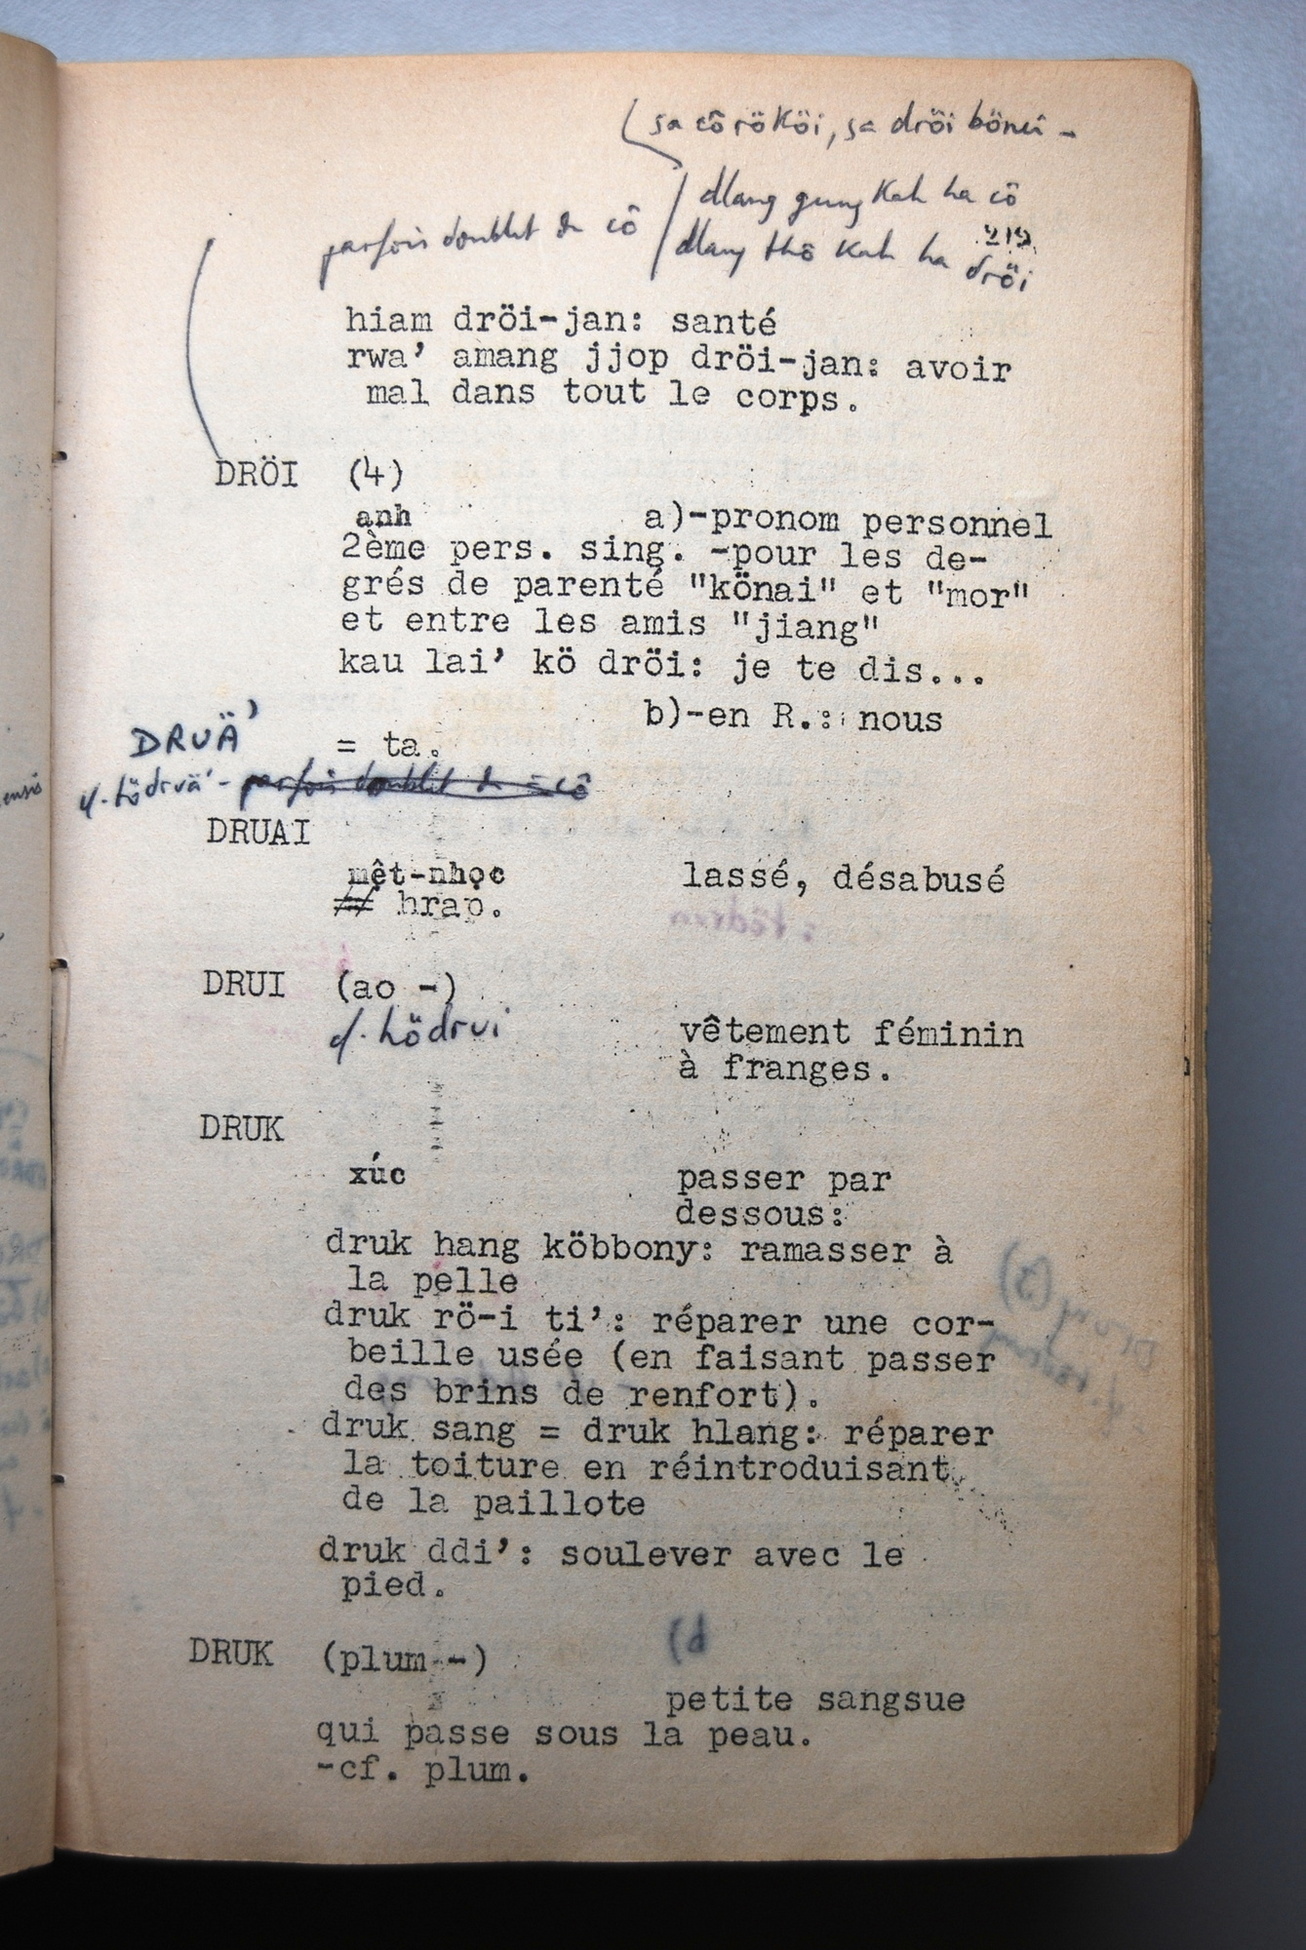 sa cô rököi, sa dröi bönei -
dlang gung kah ha cô
parfois doublet de cô
dlang thô kah ha dröi
hiam dröi-jan: santé
rwa’ amang jjop dröi-jan: avoir
mal dans tout le corps.
DRÖI (4)
anh a)-pronom personnel
2ème pers. sing. -pour les de-
grés de parenté "könai" et "mor"
et entre les amis "jiang"
kau lai’ kö dröi: je te dis...
b)-en R.: nous
DRUÄ’ = ta.
parfois doublet de = cô
DRUAI
mệt-nhọc lassé, désabusé
hrap.
DRUI (ao -)
cf. hödrui vêtement féminin
à franges.
DRUK
xúc passer par
dessous:
druk hang köbbony: ramasser à
la pelle
druk rö-i ti’: réparer une cor-
beille usée (en faisant passer
des brins de renfort).
druk sang = druk hlang: réparer
la toiture en réintroduisant
de la paillote
druk ddi’: soulever avec le
pied.
DRUK (plum -)
petite sangsue
qui passe sous la peau.
-cf. plum.